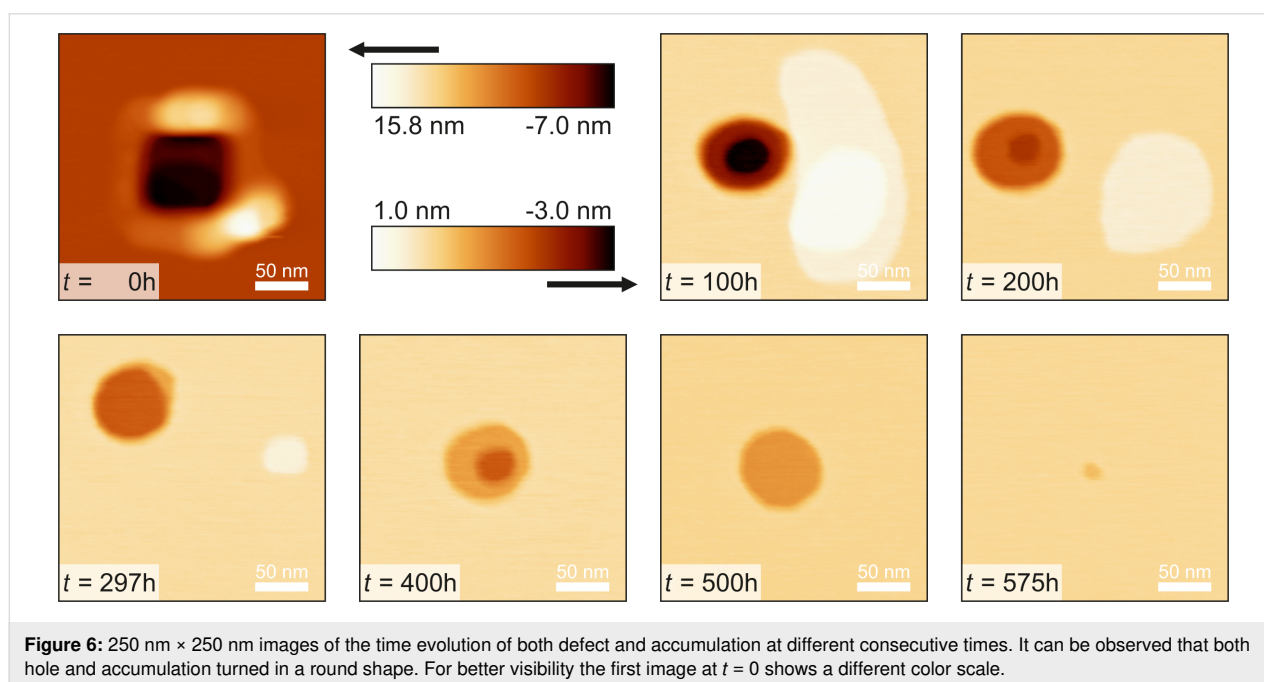 15.8 nm -7.0 nm
1.0 nm -3.0 nm
t = 0h 50 nm
t = 100h 50 nm
t = 200h 50 nm
t = 297h 50 nm
t = 400h 50 nm
t = 500h 50 nm
t = 575h 50 nm
Figure 6: 250 nm × 250 nm images of the time evolution of both defect and accumulation at different consecutive times. It can be observed that both
hole and accumulation turned in a round shape. For better visibility the first image at t = 0 shows a different color scale.